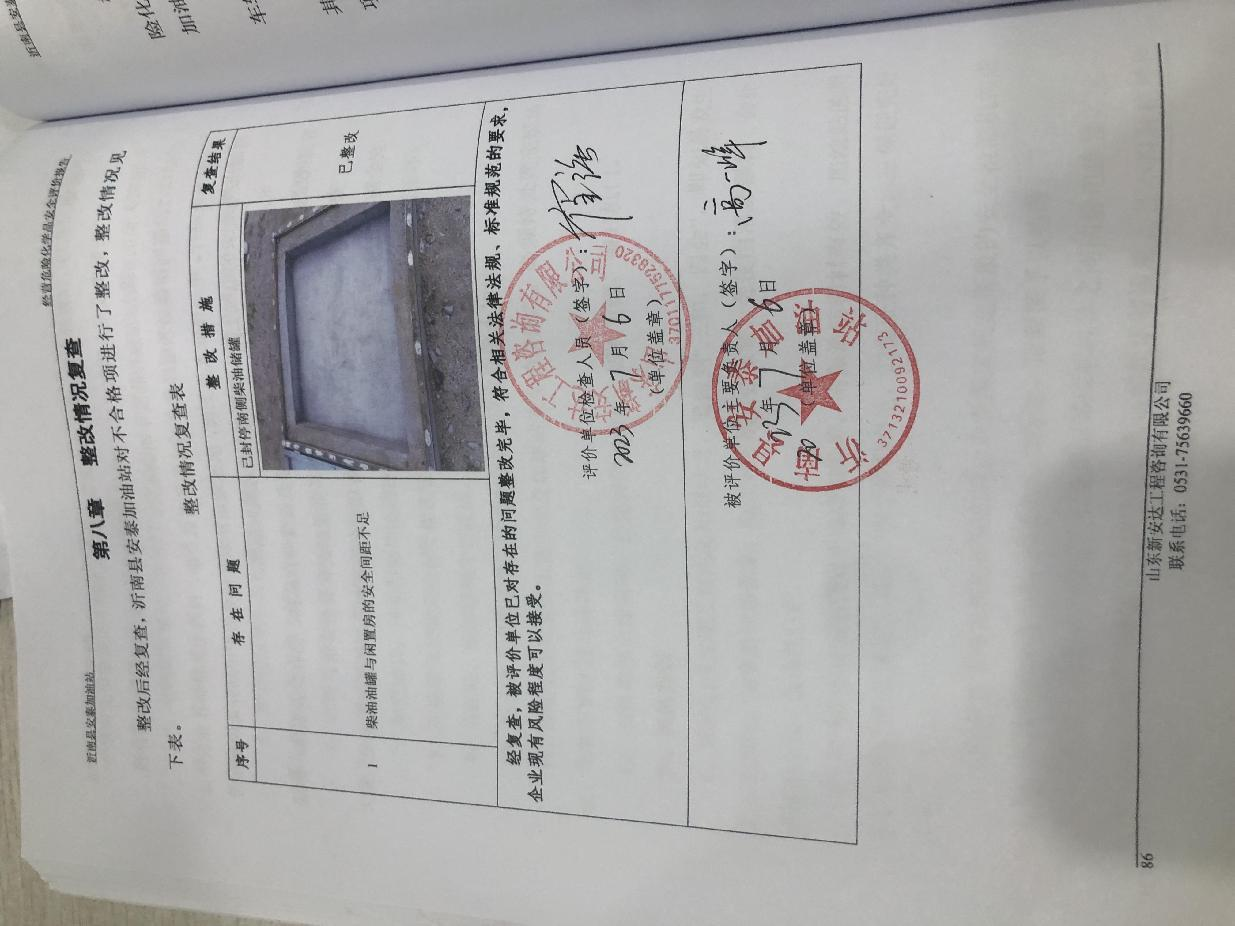 沂南县安泰加油站
经营危险化学品安全评价报告
第八章 整改情况复查
整改后经复查，沂南县安泰加油站对不合格项进行了整改，整改情况见
下表。
整改情况复查表
序号 存在问题 整改措施 复查结果
1 柴油油罐与闲置房的安全间距不足 已封停南侧柴油储罐 已整改
经复查，被评价单位已对存在的问题整改完毕，符合相关法律法规、标准规范的要求，
企业现有风险程度可以接受。
评价单位检查人员（签字）：
2023年7月6日
（单位盖章）
3701177528320
被评价单位主要负责人（签字）：高峰
年7月6日
（单位盖章）
3713210092173
山东新安达工程咨询有限公司
联系电话：0531-75639660
86